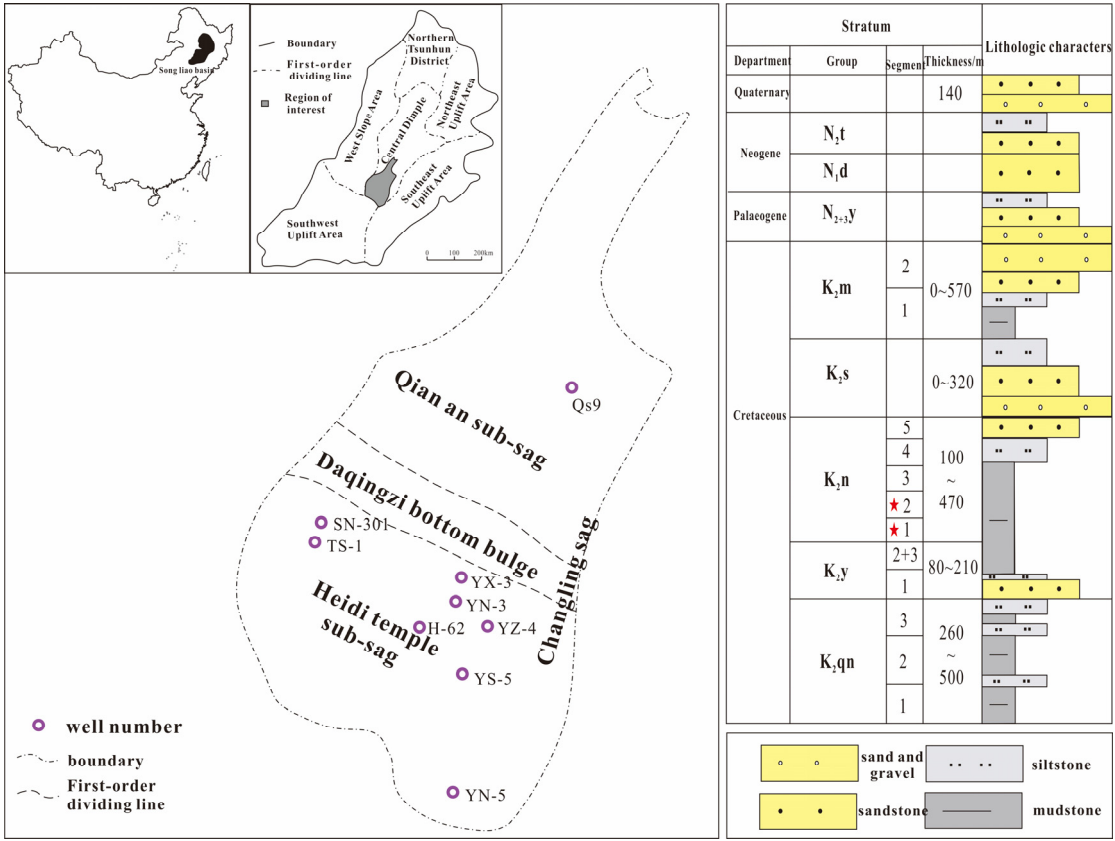 Song liao basin
Boundary
First-order
dividing line
Region of
interest
Northern
Tsunhun
District
West Slope Area
Central Dimple
Northeast
Uplift Area
Southeast
Uplift Area
Southwest
Uplift Area
0 100 200km
Qian an sub-sag
Qs9
Daqingzi bottom bulge
Changling sag
SN-301
TS-1
YX-3
YN-3
Heidi temple
sub-sag
H-62
YZ-4
YS-5
YN-5
well number
boundary
First-order
dividing line
Stratum
Lithologic characters
Department Group Segment Thickness/m
Quaternary 140
Neogene
N₂t
N₁d
Palaeogene N₂₊₃y
Cretaceous
K₂m 2 1 0~570
K₂s 0~320
K₂n 5 4 3 ★2 ★1 100 ~ 470
K₂y 2+3 1 80~210
K₂qn 3 2 1 260 ~ 500
sand and
gravel
siltstone
sandstone
mudstone